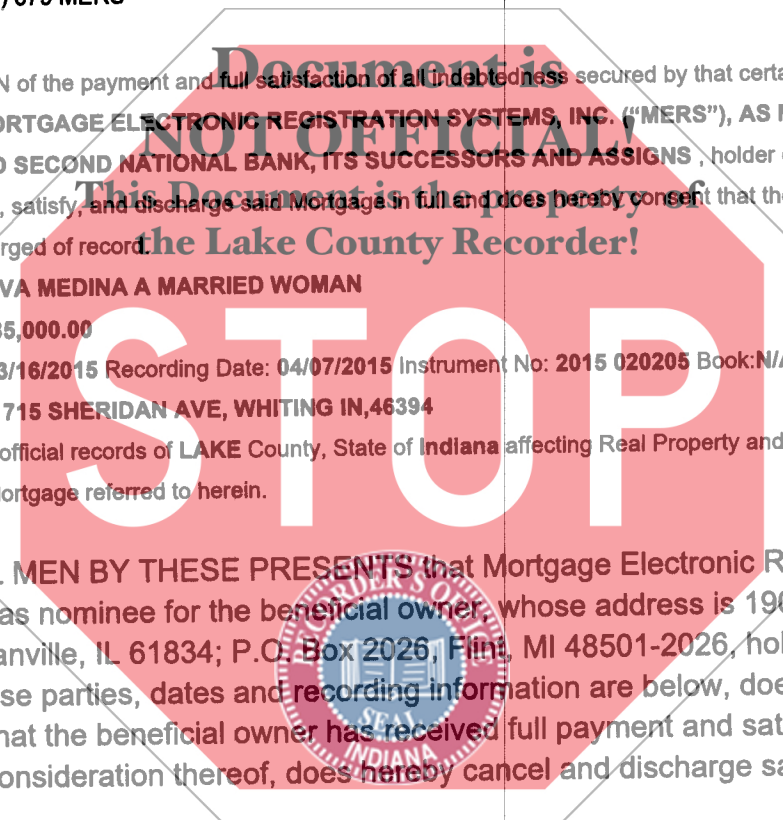 ) 679 MERS
N of the payment and full satisfaction of all indebtedness secured by that certa
Document is
ORTGAGE ELECTRONIC REGISTRATION SYSTEMS, INC. ("MERS"), AS
NOT OFFICIAL!
SECOND NATIONAL BANK, ITS SUCCESSORS AND ASSIGNS , holder
, satisfy, and discharge said Mortgage in full and does hereby consent that th
This Document is the property of
rged of record.
the Lake County Recorder!
VA MEDINA A MARRIED WOMAN
5,000.00
3/16/2015 Recording Date: 04/07/2015 Instrument No: 2015 020205 Book:N/A
715 SHERIDAN AVE, WHITING IN,46394
official records of LAKE County, State of Indiana affecting Real Property and
Mortgage referred to herein.
STOP
MEN BY THESE PRESENTS that Mortgage Electronic R
as nominee for the beneficial owner, whose address is 190
anville, IL 61834; P.O. Box 2026, Flint, MI 48501-2026, hol
se parties, dates and recording information are below, doe
hat the beneficial owner has received full payment and sat
onsideration thereof, does hereby cancel and discharge sa
RECORDER'S OFFICE
SEAL
INDIANA